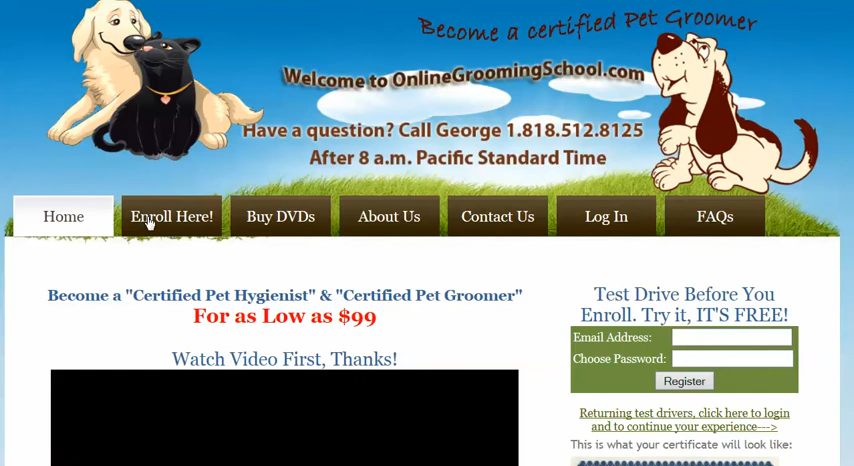 Become a certified Pet Groomer
Welcome to OnlineGroomingSchool.com
Have a question? Call George 1.818.512.8125
After 8 a.m. Pacific Standard Time
Home
Enroll Here!
Buy DVDs
About Us
Contact Us
Log In
FAQs
Become a "Certified Pet Hygienist" & "Certified Pet Groomer"
For as Low as $99
Watch Video First, Thanks!
Test Drive Before You
Enroll. Try it, IT'S FREE!
Email Address:
Choose Password:
Register
Returning test drivers, click here to login
and to continue your experience--->
This is what your certificate will look like: